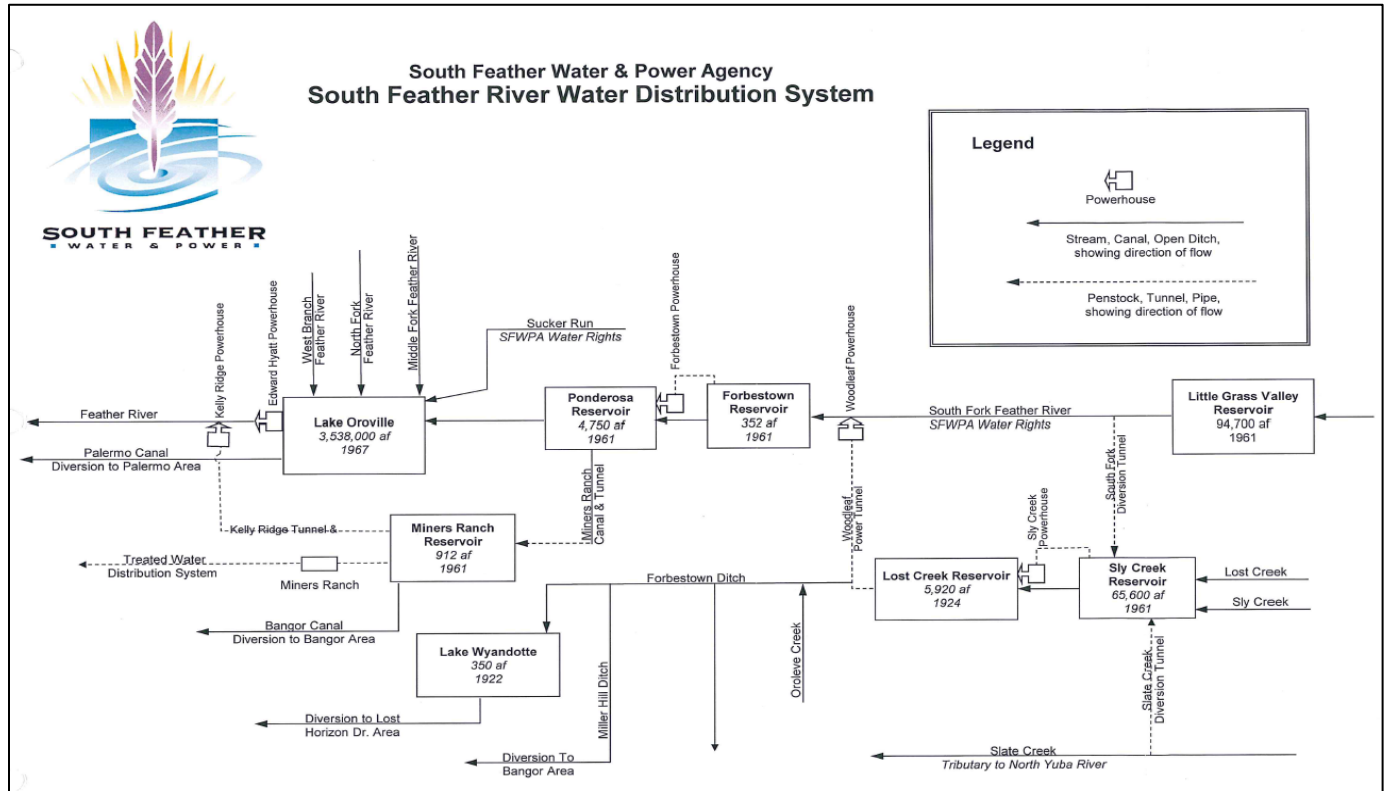 South Feather Water & Power Agency
South Feather River Water Distribution System
SOUTH FEATHER
WATER & POWER
Legend
Powerhouse
Stream, Canal, Open Ditch,
showing direction of flow
Penstock, Tunnel, Pipe,
showing direction of flow
Kelly Ridge Powerhouse
Edward Hyatt Powerhouse
West Branch
Feather River
North Fork
Feather River
Middle Fork Feather River
Sucker Run
SFWPA Water Rights
Forbestown Powerhouse
Woodleaf Powerhouse
Feather River
Lake Oroville
3,538,000 af
1967
Ponderosa
Reservoir
4,750 af
1961
Forbestown
Reservoir
352 af
1961
South Fork Feather River
SFWPA Water Rights
Little Grass Valley
Reservoir
94,700 af
1961
Palermo Canal
Diversion to Palermo Area
Miners Ranch
Canal & Tunnel
Woodleaf
Power Tunnel
South Fork
Diversion Tunnel
Kelly Ridge Tunnel &
Miners Ranch
Reservoir
912 af
1961
Sly Creek
Powerhouse
Treated Water
Distribution System
Miners Ranch
Forbestown Ditch
Lost Creek Reservoir
5,920 af
1924
Sly Creek
Reservoir
65,600 af
1961
Lost Creek
Sly Creek
Bangor Canal
Diversion to Bangor Area
Lake Wyandotte
350 af
1922
Miller Hill Ditch
Oroleve Creek
Slate Creek
Diversion Tunnel
Diversion to Lost
Horizon Dr. Area
Diversion To
Bangor Area
Slate Creek
Tributary to North Yuba River